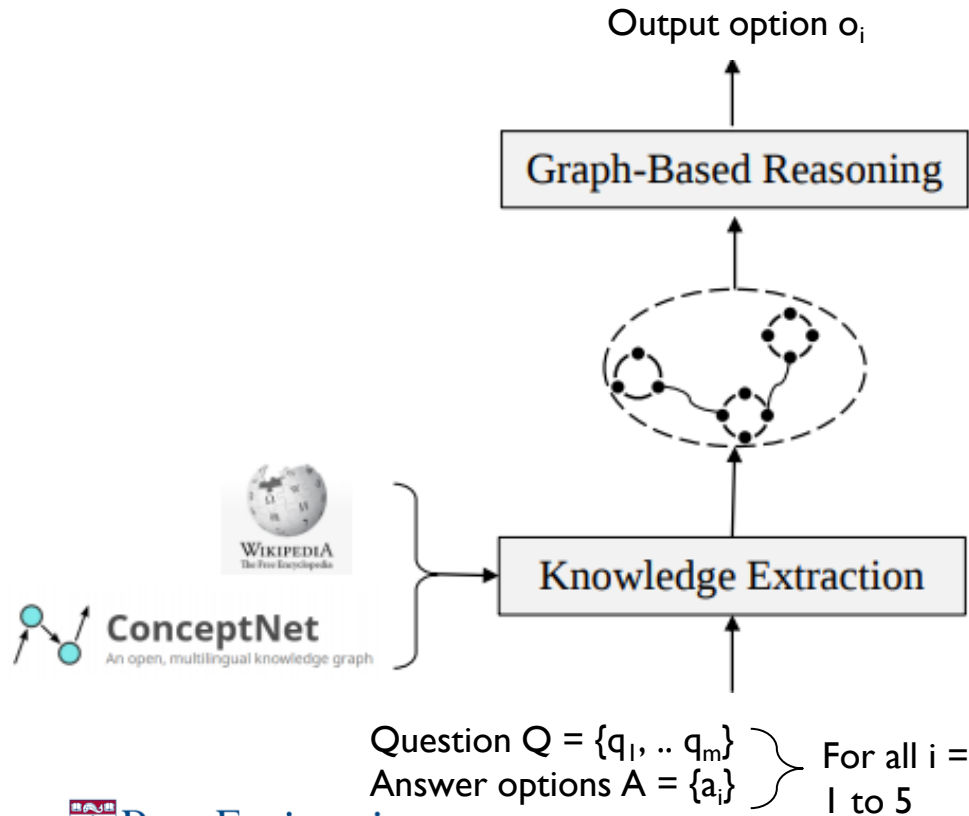 Output option oᵢ
Graph-Based Reasoning
WIKIPEDIA
The Free Encyclopedia
Knowledge Extraction
ConceptNet
An open, multilingual knowledge graph
Question Q = {q₁, .. qₘ}
Answer options A = {aᵢ}
For all i =
1 to 5